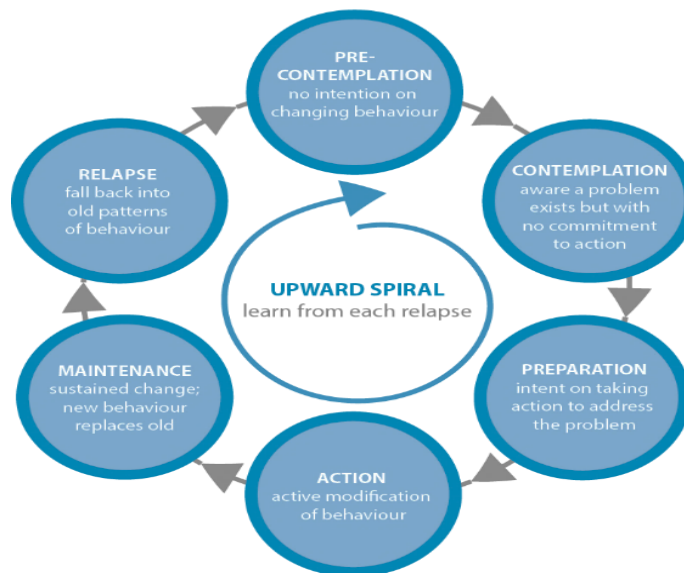 PRE-
CONTEMPLATION
no intention on
changing behaviour
CONTEMPLATION
aware a problem
exists but with
no commitment
to action
PREPARATION
intent on taking
action to address
the problem
ACTION
active modification
of behaviour
MAINTENANCE
sustained change;
new behaviour
replaces old
RELAPSE
fall back into
old patterns
of behaviour
UPWARD SPIRAL
learn from each relapse